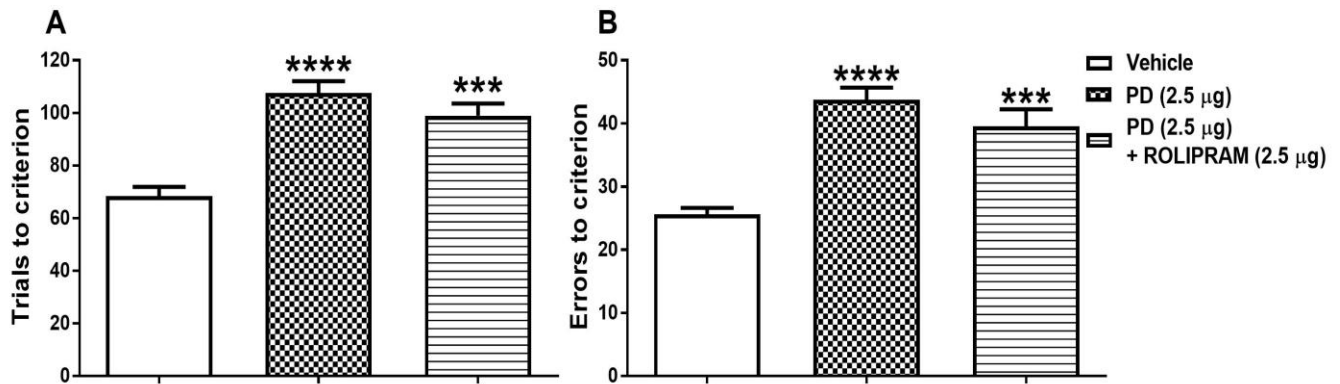 A
Trials to criterion
120
100
80
60
40
20
0
****
***
B
Errors to criterion
50
40
30
20
10
0
****
***
Vehicle
PD (2.5 µg)
PD (2.5 µg)
+ ROLIPRAM (2.5 µg)